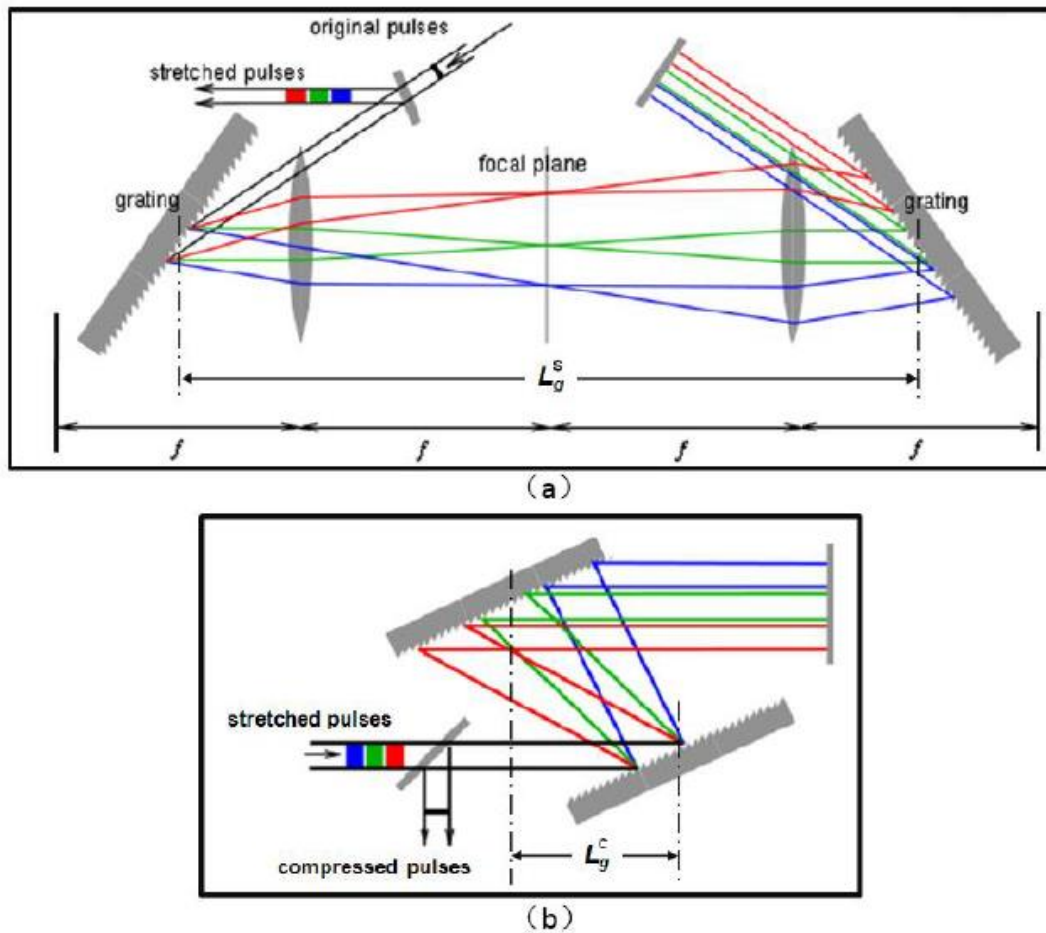 original pulses
stretched pulses
focal plane
grating
grating
L_g^s
f f f f
（a）
stretched pulses
L_g^c
compressed pulses
（b）